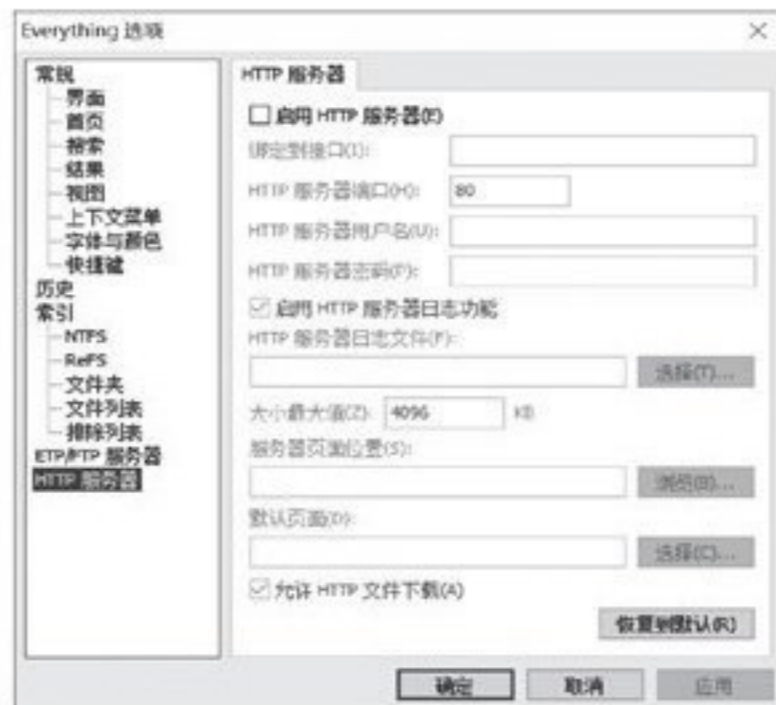 Everything 选项
常规
界面
首页
搜索
结果
视图
上下文菜单
字体与颜色
快捷键
历史
索引
NTFS
ReFS
文件夹
文件列表
排除列表
ETP/FTP 服务器
HTTP 服务器
HTTP 服务器
启用 HTTP 服务器(E)
绑定到接口(I):
HTTP 服务器端口(H): 80
HTTP 服务器用户名(U):
HTTP 服务器密码(P):
启用 HTTP 服务器日志功能
HTTP 服务器日志文件(F):
选择(T)...
大小最大值(Z): 4096 KB
服务器页面位置(S):
浏览(B)...
默认页面(D):
选择(C)...
允许 HTTP 文件下载(A)
恢复到默认(R)
确定 取消 应用